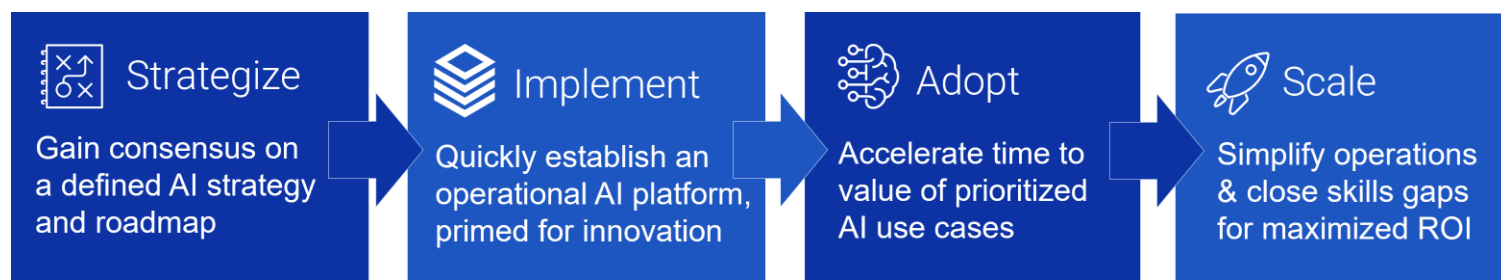 Strategize
Gain consensus on
a defined AI strategy
and roadmap
Implement
Quickly establish an
operational AI platform,
primed for innovation
Adopt
Accelerate time to
value of prioritized
AI use cases
Scale
Simplify operations
& close skills gaps
for maximized ROI